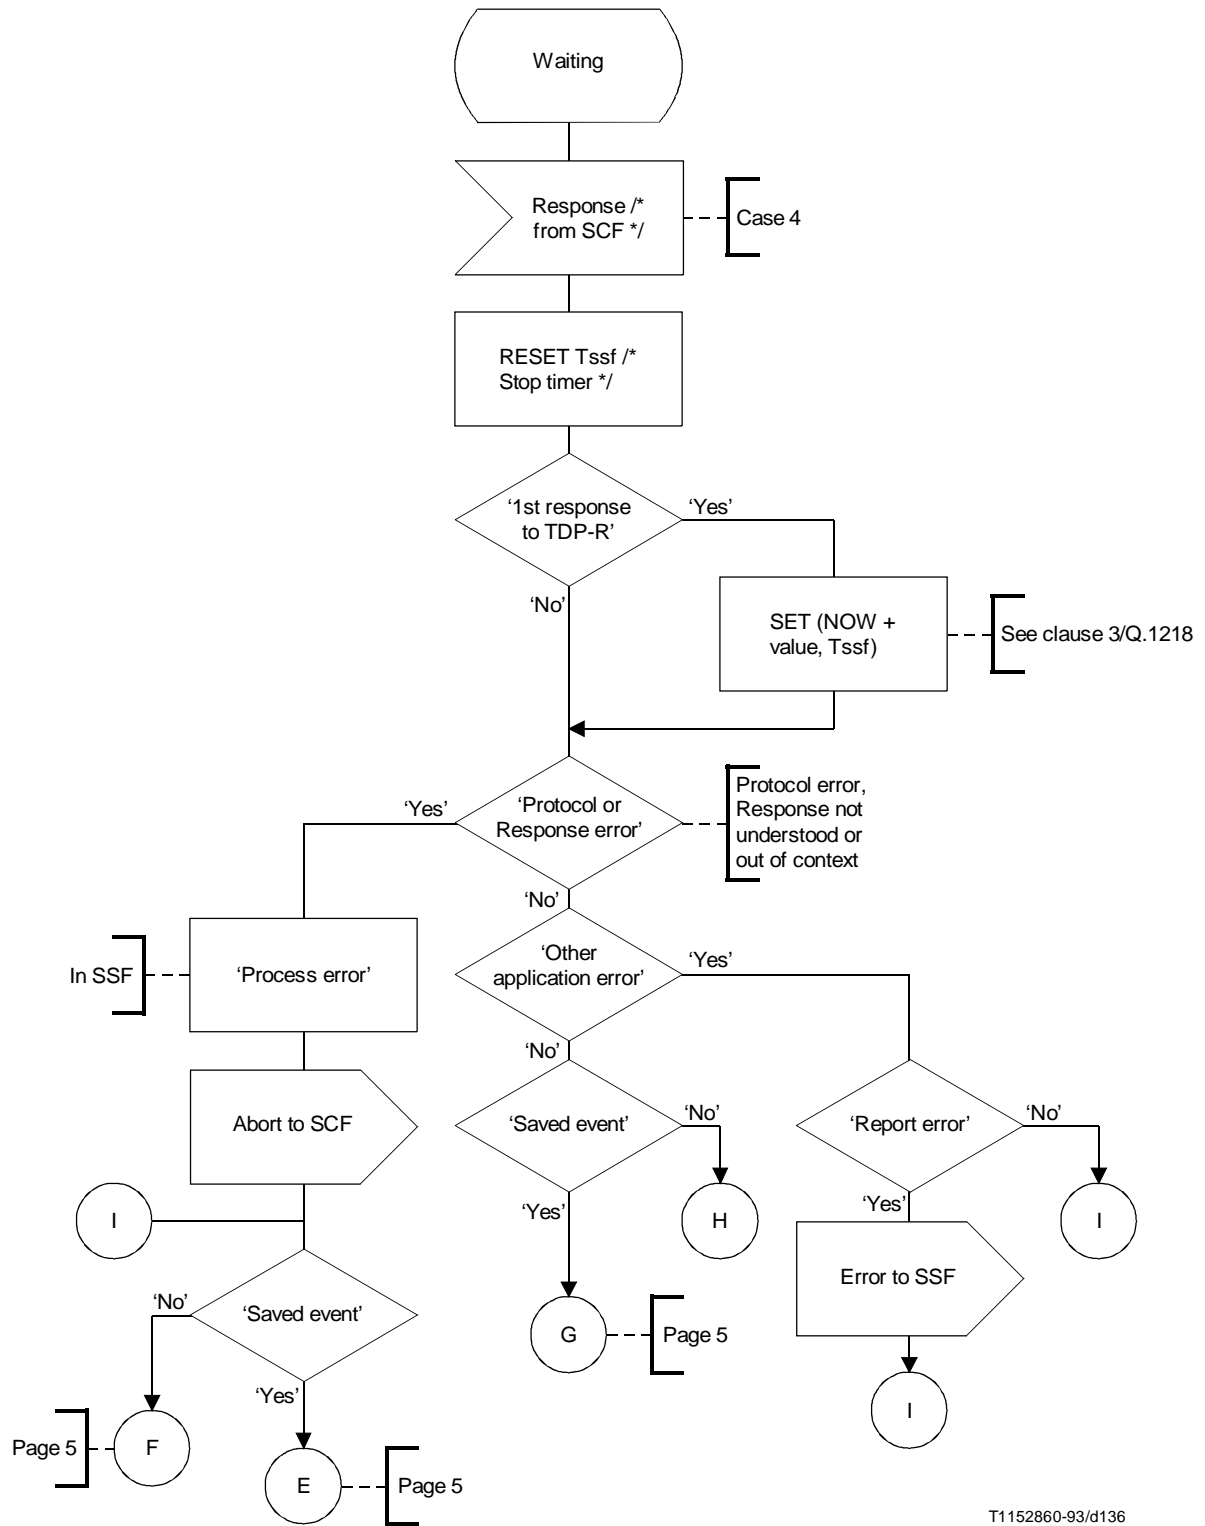 Waiting
Response /*
from SCF */
Case 4
RESET Tssf /*
Stop timer */
‘1st response
to TDP-R’
‘Yes’
‘No’
SET (NOW +
value, Tssf)
See clause 3/Q.1218
‘Protocol or
Response error’
‘Yes’
Protocol error,
Response not
understood or
out of context
‘No’
In SSF
‘Process error’
‘Other
application error’
‘Yes’
‘No’
Abort to SCF
‘Saved event’
‘No’
‘Report error’
‘No’
‘Yes’
‘Yes’
I
H
I
Error to SSF
‘Saved event’
‘No’
G
Page 5
‘Yes’
I
Page 5
F
E
Page 5
T1152860-93/d136